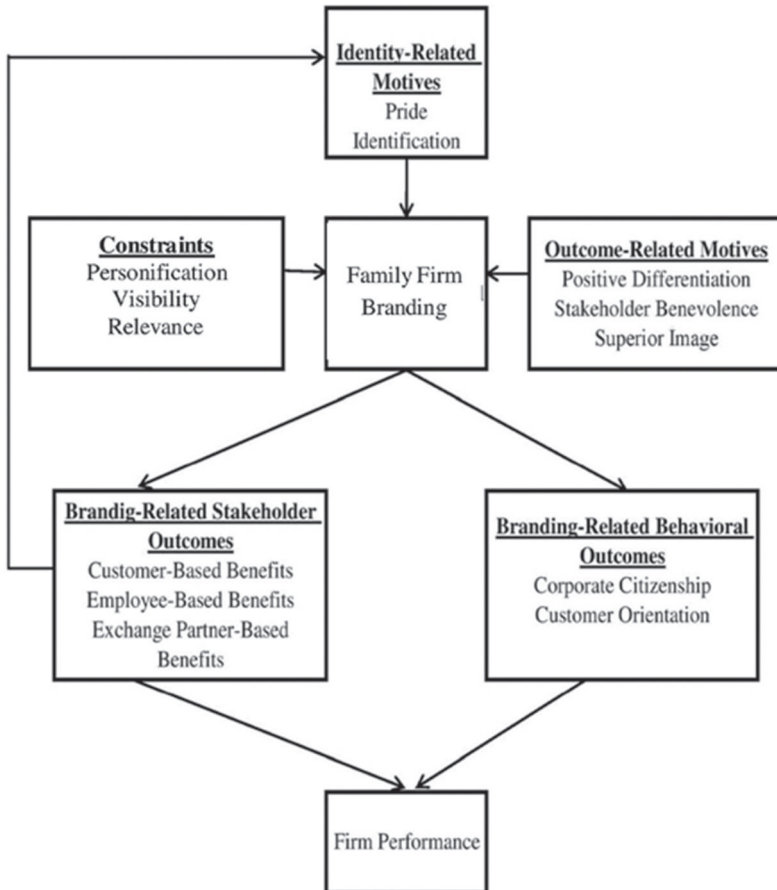 Identity-Related
Motives
Pride
Identification
Constraints
Personification
Visibility
Relevance
Family Firm
Branding
Outcome-Related Motives
Positive Differentiation
Stakeholder Benevolence
Superior Image
Brandig-Related Stakeholder
Outcomes
Customer-Based Benefits
Employee-Based Benefits
Exchange Partner-Based
Benefits
Branding-Related Behavioral
Outcomes
Corporate Citizenship
Customer Orientation
Firm Performance